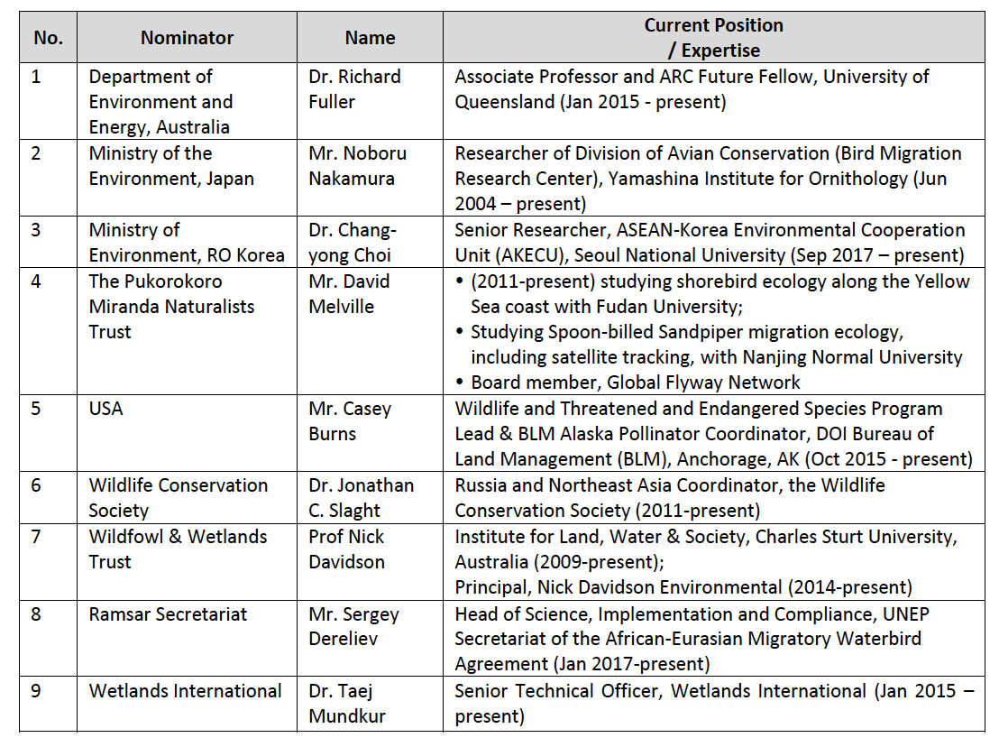 No.
Nominator
Name
Current Position
/ Expertise
1
Department of
Environment and
Energy, Australia
Dr. Richard
Fuller
Associate Professor and ARC Future Fellow, University of
Queensland (Jan 2015 - present)
2
Ministry of the
Environment, Japan
Mr. Noboru
Nakamura
Researcher of Division of Avian Conservation (Bird Migration
Research Center), Yamashina Institute for Ornithology (Jun
2004 – present)
3
Ministry of
Environment, RO Korea
Dr. Chang-
yong Choi
Senior Researcher, ASEAN-Korea Environmental Cooperation
Unit (AKECU), Seoul National University (Sep 2017 – present)
4
The Pukorokoro
Miranda Naturalists
Trust
Mr. David
Melville
• (2011-present) studying shorebird ecology along the Yellow
Sea coast with Fudan University;
• Studying Spoon-billed Sandpiper migration ecology,
including satellite tracking, with Nanjing Normal University
• Board member, Global Flyway Network
5
USA
Mr. Casey
Burns
Wildlife and Threatened and Endangered Species Program
Lead & BLM Alaska Pollinator Coordinator, DOI Bureau of
Land Management (BLM), Anchorage, AK (Oct 2015 - present)
6
Wildlife Conservation
Society
Dr. Jonathan
C. Slaght
Russia and Northeast Asia Coordinator, the Wildlife
Conservation Society (2011-present)
7
Wildfowl & Wetlands
Trust
Prof Nick
Davidson
Institute for Land, Water & Society, Charles Sturt University,
Australia (2009-present);
Principal, Nick Davidson Environmental (2014-present)
8
Ramsar Secretariat
Mr. Sergey
Dereliev
Head of Science, Implementation and Compliance, UNEP
Secretariat of the African-Eurasian Migratory Waterbird
Agreement (Jan 2017-present)
9
Wetlands International
Dr. Taej
Mundkur
Senior Technical Officer, Wetlands International (Jan 2015 –
present)